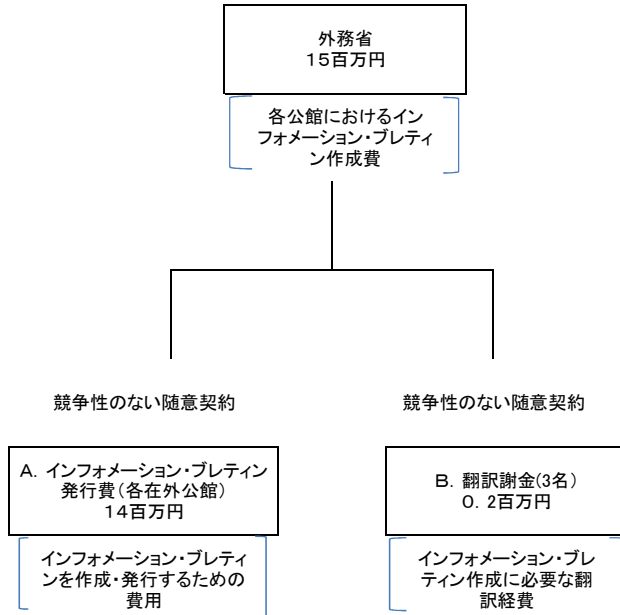 外務省
15百万円
各公館におけるイン
フォメーション・ブレティ
ン作成費
競争性のない随意契約
競争性のない随意契約
A. インフォメーション・ブレティン
発行費(各在外公館)
14百万円
B. 翻訳謝金(3名)
0. 2百万円
インフォメーション・ブレティ
ンを作成・発行するための
費用
インフォメーション・ブレ
ティン作成に必要な翻
訳経費